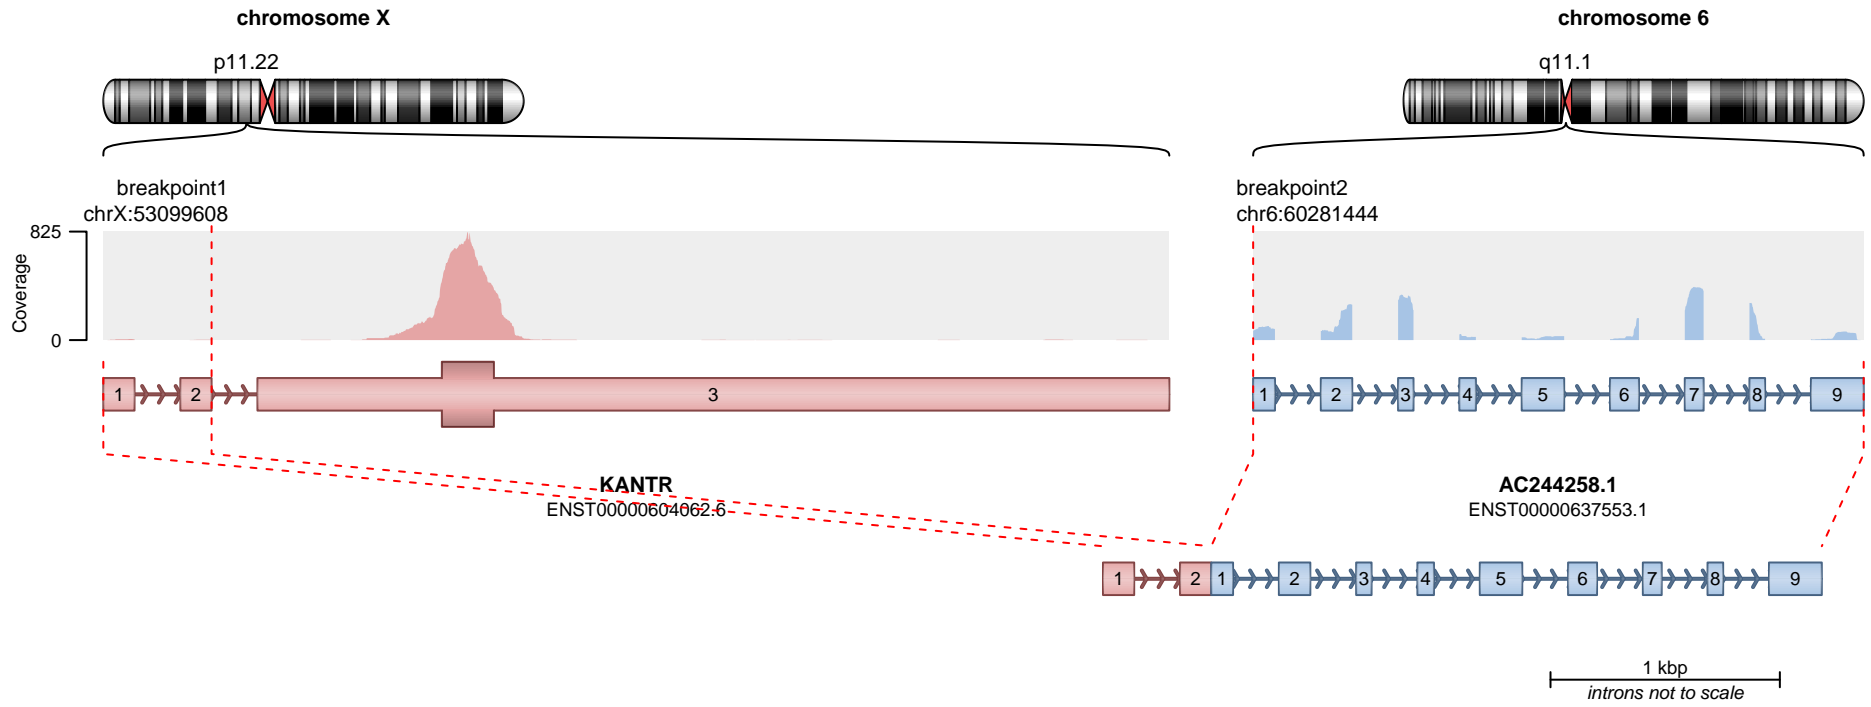 chromosome X
chromosome 6
p11.22
q11.1
breakpoint1
chrX:53099608
breakpoint2
chr6:60281444
825
Coverage
0
1 2 3
1 2 3 4 5 6 7 8 9
KANTR
ENST00000604062.6
AC244258.1
ENST00000637553.1
1 2 1 2 3 4 5 6 7 8 9
1 kbp
introns not to scale